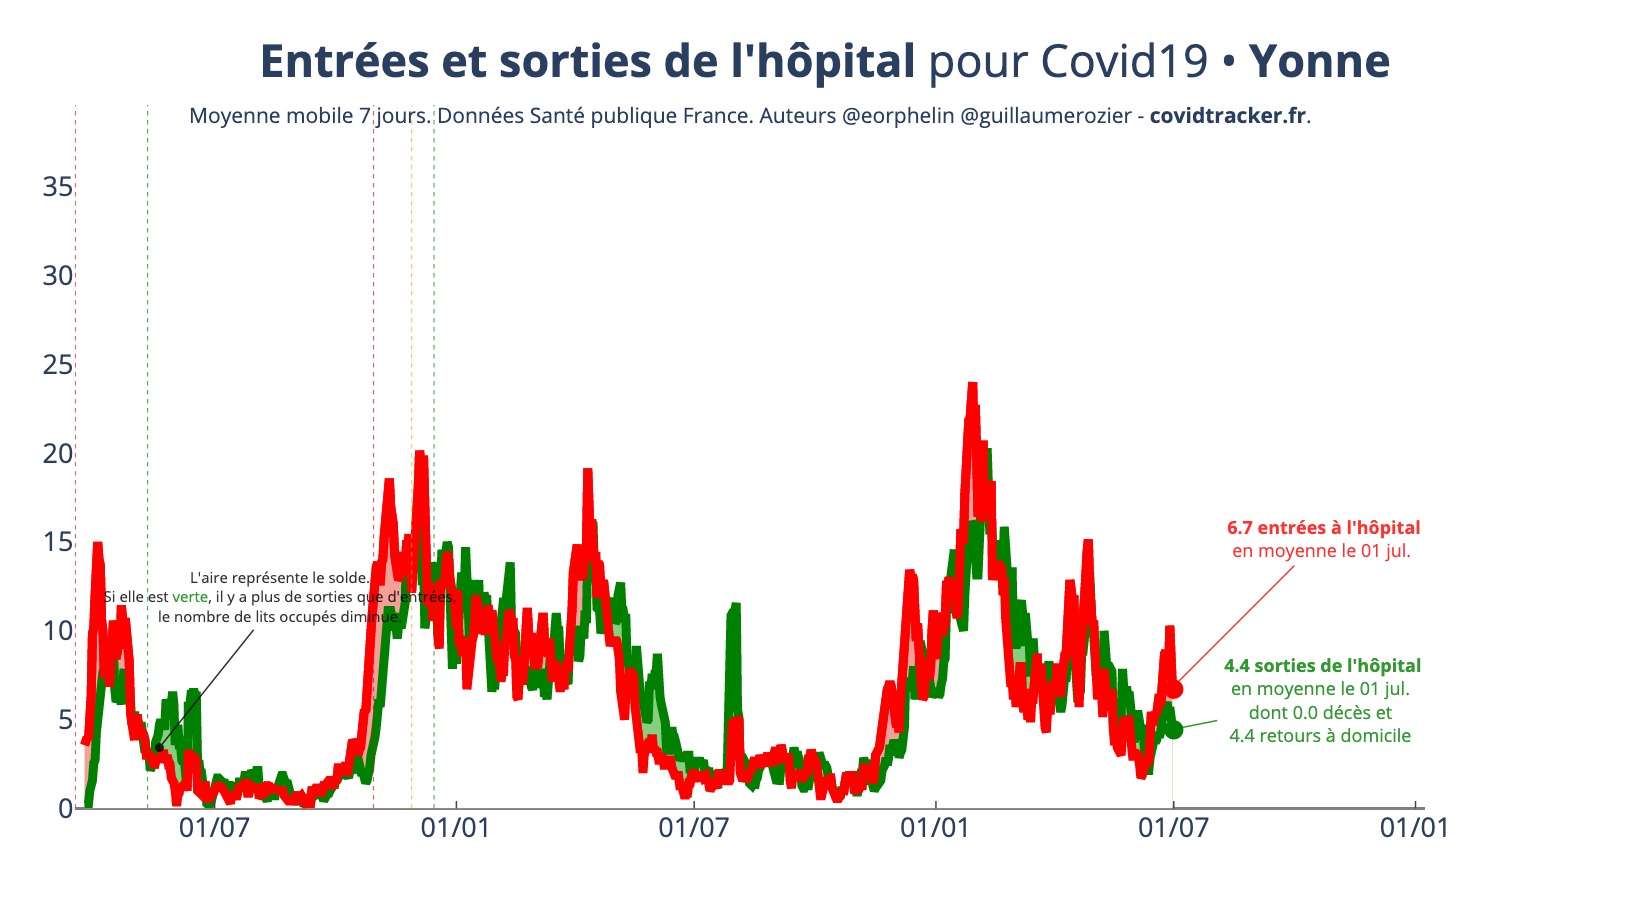 Entrées et sorties de l'hôpital pour Covid19 • Yonne
Moyenne mobile 7 jours. Données Santé publique France. Auteurs @eorphelin @guillaumerozier - covidtracker.fr.
35
30
25
20
15
10
5
0
L'aire représente le solde.
Si elle est verte, il y a plus de sorties que d'entrées,
le nombre de lits occupés diminue.
6.7 entrées à l'hôpital
en moyenne le 01 jul.
4.4 sorties de l'hôpital
en moyenne le 01 jul.
dont 0.0 décès et
4.4 retours à domicile
01/07
01/01
01/07
01/01
01/07
01/01